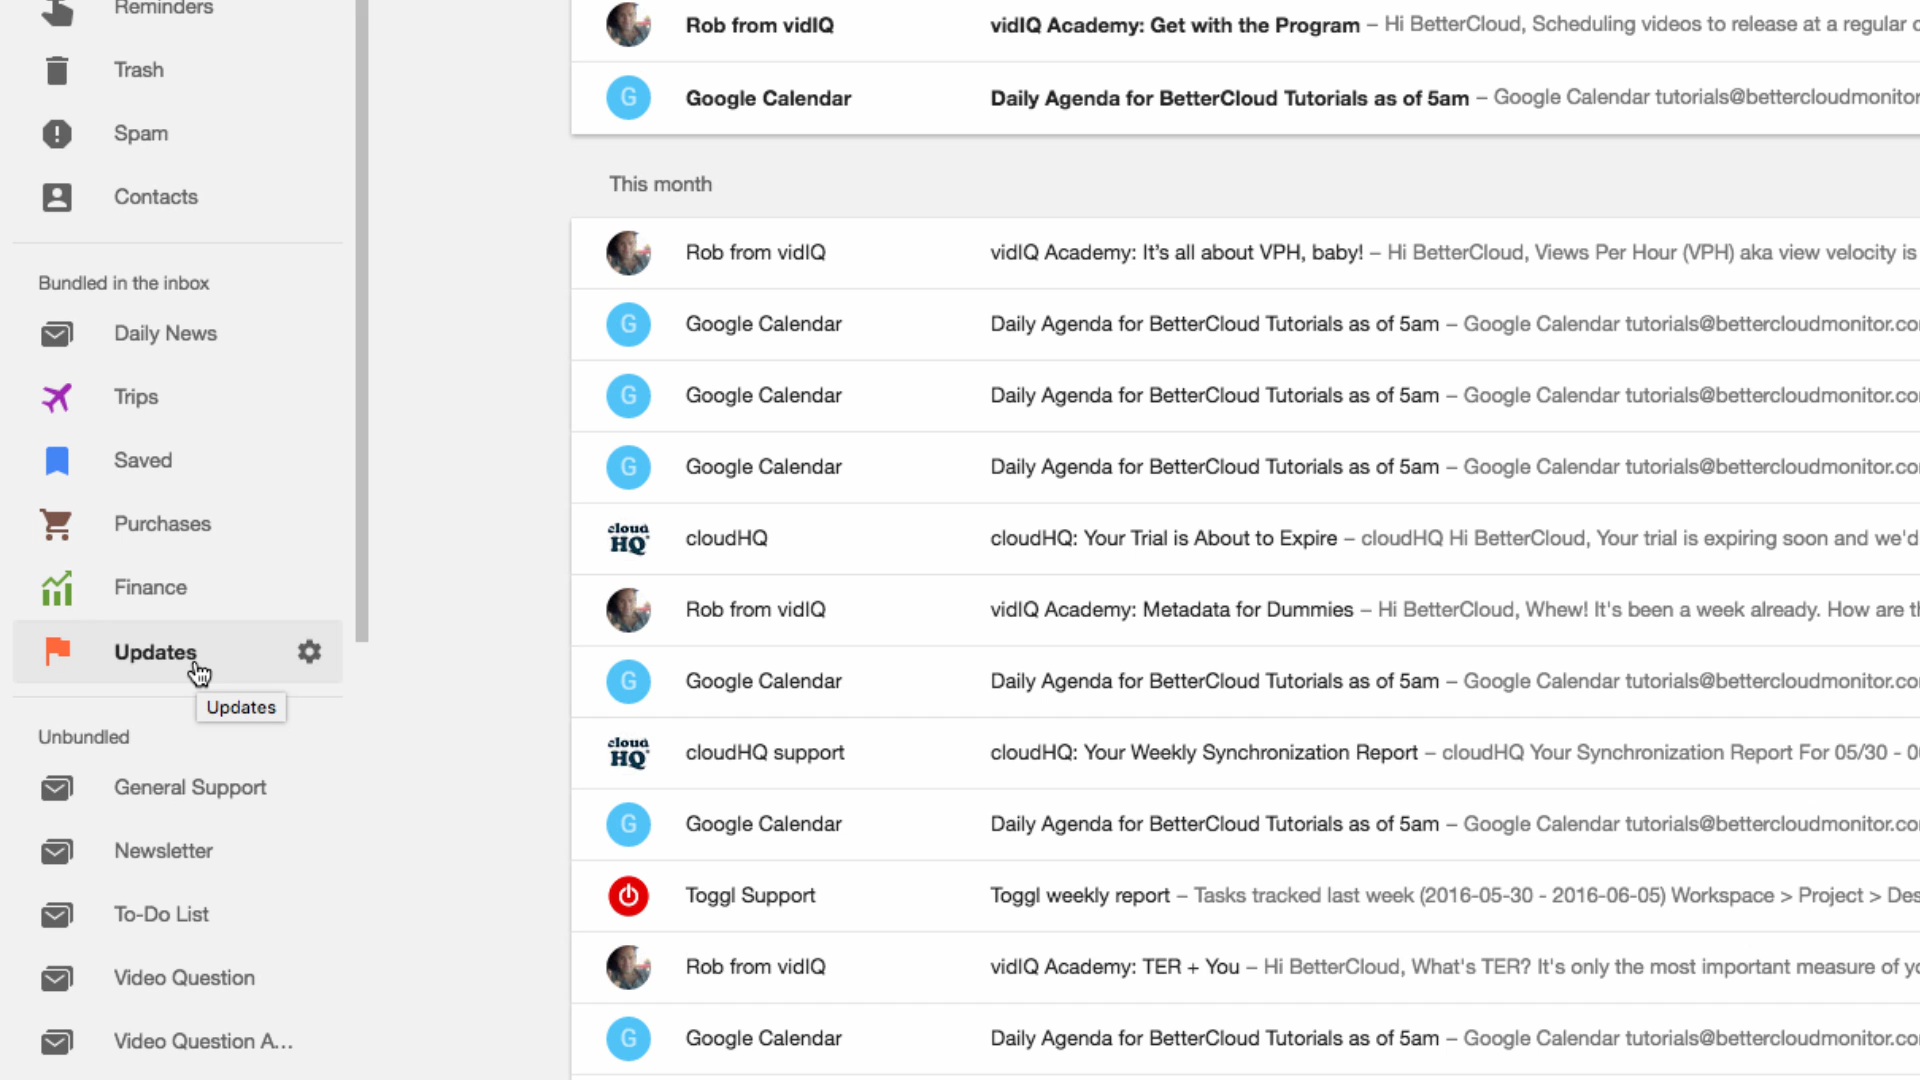 Reminders
Trash
Spam
Contacts
Bundled in the inbox
Daily News
Trips
Saved
Purchases
Finance
Updates
Updates
Unbundled
General Support
Newsletter
To-Do List
Video Question
Video Question A...
Rob from vidIQ vidIQ Academy: Get with the Program – Hi BetterCloud, Scheduling videos to release at a regular
G Google Calendar Daily Agenda for BetterCloud Tutorials as of 5am – Google Calendar tutorials@bettercloudmonitor
This month
Rob from vidIQ vidIQ Academy: It's all about VPH, baby! – Hi BetterCloud, Views Per Hour (VPH) aka view velocity is
G Google Calendar Daily Agenda for BetterCloud Tutorials as of 5am – Google Calendar tutorials@bettercloudmonitor.co
G Google Calendar Daily Agenda for BetterCloud Tutorials as of 5am – Google Calendar tutorials@bettercloudmonitor.co
G Google Calendar Daily Agenda for BetterCloud Tutorials as of 5am – Google Calendar tutorials@bettercloudmonitor.co
cloud HQ cloudHQ cloudHQ: Your Trial is About to Expire – cloudHQ Hi BetterCloud, Your trial is expiring soon and we'd
Rob from vidIQ vidIQ Academy: Metadata for Dummies – Hi BetterCloud, Whew! It's been a week already. How are th
G Google Calendar Daily Agenda for BetterCloud Tutorials as of 5am – Google Calendar tutorials@bettercloudmonitor.co
cloud HQ cloudHQ support cloudHQ: Your Weekly Synchronization Report – cloudHQ Your Synchronization Report For 05/30 - 0
G Google Calendar Daily Agenda for BetterCloud Tutorials as of 5am – Google Calendar tutorials@bettercloudmonitor.co
Toggl Support Toggl weekly report – Tasks tracked last week (2016-05-30 - 2016-06-05) Workspace > Project > Des
Rob from vidIQ vidIQ Academy: TER + You – Hi BetterCloud, What's TER? It's only the most important measure of yo
G Google Calendar Daily Agenda for BetterCloud Tutorials as of 5am – Google Calendar tutorials@bettercloudmonitor.co